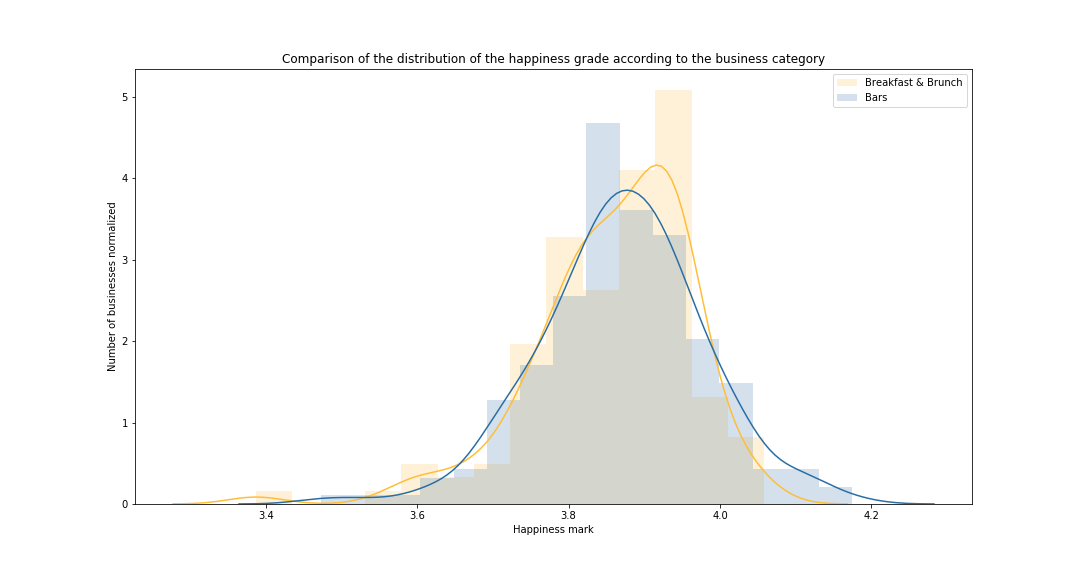 Comparison of the distribution of the happiness grade according to the business category
Breakfast & Brunch
Bars
Number of businesses normalized
5
4
3
2
1
0
3.4 3.6 3.8 4.0 4.2
Happiness mark